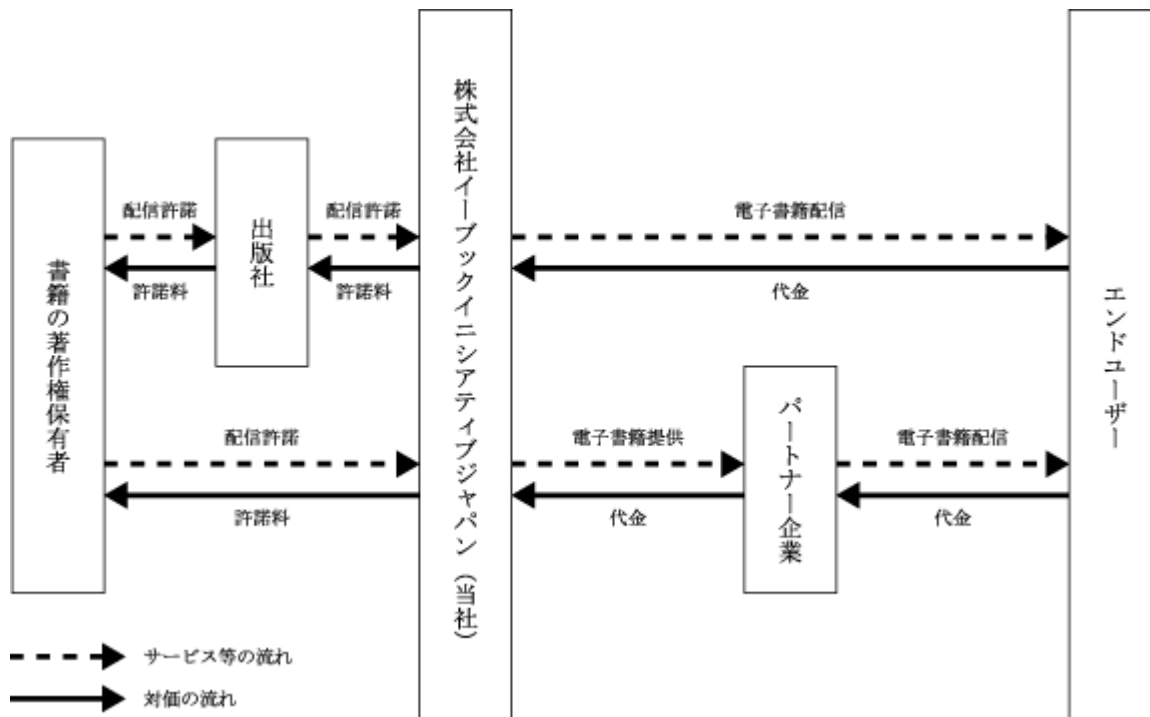 書籍の著作権保有者
配信許諾
許諾料
出版社
配信許諾
許諾料
配信許諾
許諾料
株式会社イーブックイニシアティブジャパン（当社）
電子書籍配信
代金
電子書籍提供
代金
パートナー企業
電子書籍配信
代金
エンドユーザー
サービス等の流れ
対価の流れ